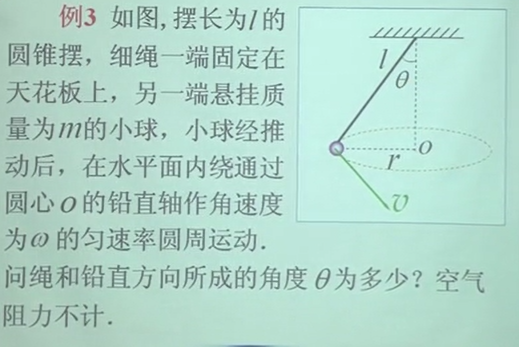 例3 如图,摆长为l的
圆锥摆，细绳一端固定在
天花板上，另一端悬挂质
量为m的小球，小球经推
动后，在水平面内绕通过
圆心o的铅直轴作角速度
为ω的匀速率圆周运动.
问绳和铅直方向所成的角度θ为多少？空气
阻力不计.
l
θ
o
r
v